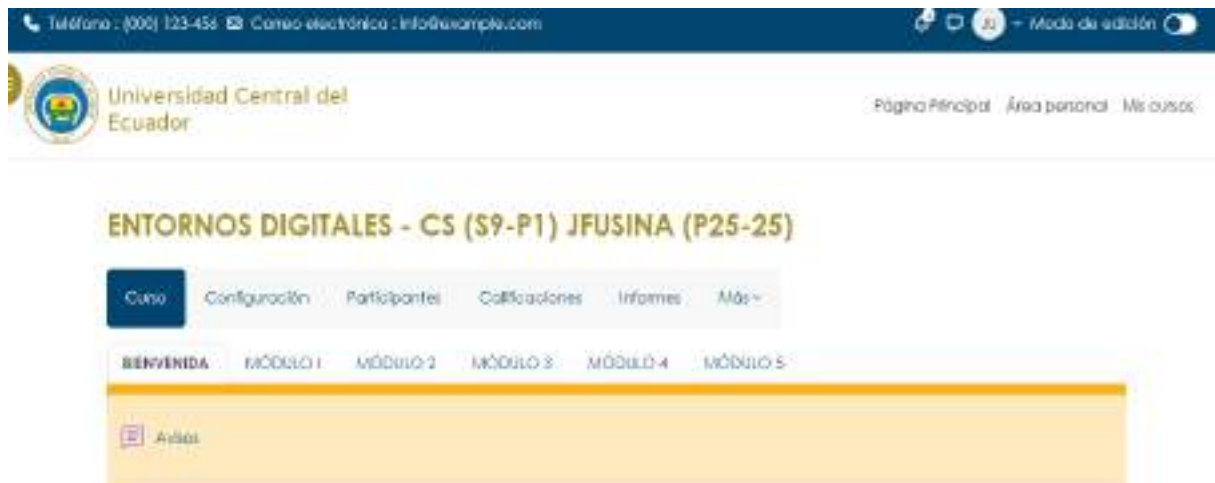 Teléfono : (000) 123-456 Correo electrónico : info@example.com
JU Modo de edición
Universidad Central del
Ecuador
Página Principal Área personal Mis cursos
ENTORNOS DIGITALES - CS (S9-P1) JFUSINA (P25-25)
Curso Configuración Participantes Calificaciones Informes Más
BIENVENIDA MÓDULO 1 MÓDULO 2 MÓDULO 3 MÓDULO 4 MÓDULO 5
Avisos